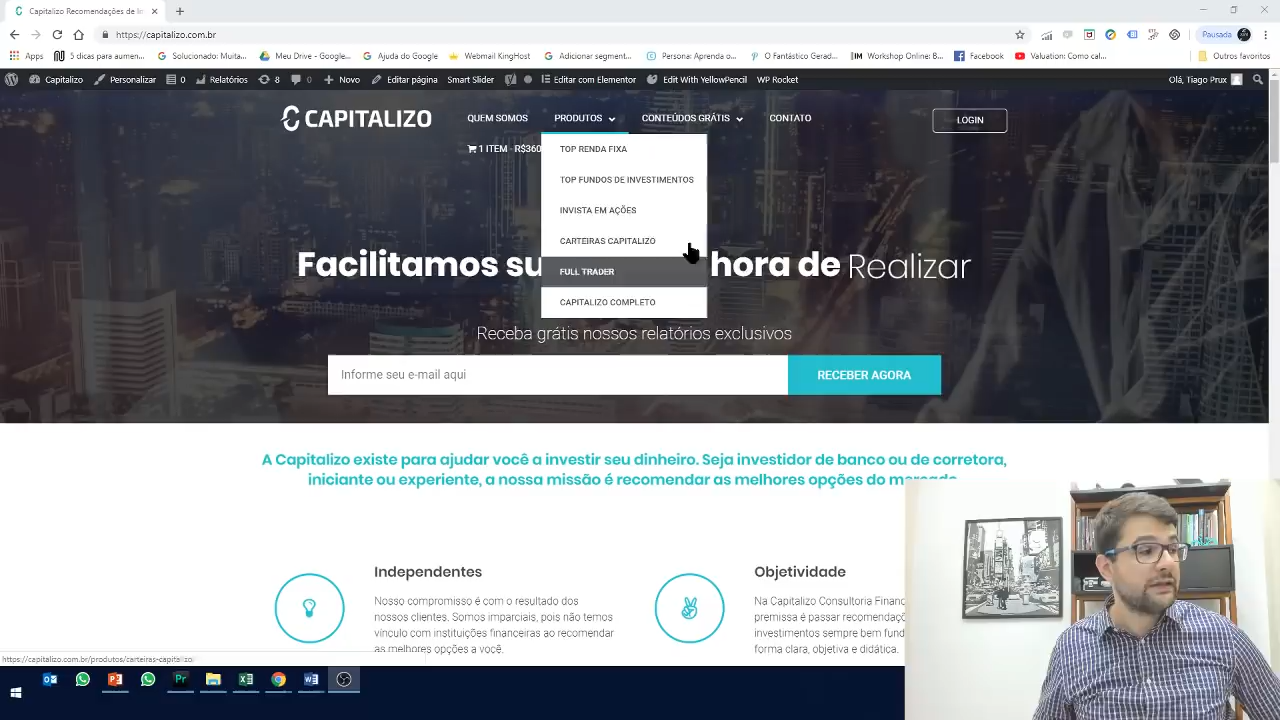 Capitalizo Recomendações de In
https://capitalizo.com.br
Pausada
Apps
5 dicas para aumen...
Solucionado: Muita...
Drive - Google...
Google Adsense
Ajuda do Google
Webmail KingHost
Adicionar seleção e...
Persona: Aprenda o...
O Fantástico Gerad...
Workshop Online -...
Facebook
Valuation: Como Av...
Capitalizo
Personalizar
Relatórios
8
0
Novo
Editar página
Smart Slider
Editar com Elementor
Edit With YellowPencil
WP Rocket
Olá, Tiago Prux
CAPITALIZO
QUEM SOMOS
PRODUTOS
CONTEÚDOS GRÁTIS
CONTATO
LOGIN
1 ITEM - R$360
TOP RENDA FIXA
TOP FUNDOS DE INVESTIMENTOS
INVISTA EM AÇÕES
CARTEIRAS CAPITALIZO
FULL TRADER
CAPITALIZO COMPLETO
Facilitamos su hora de Realizar
Receba grátis nossos relatórios exclusivos
Informe seu e-mail aqui
RECEBER AGORA
A Capitalizo existe para ajudar você a investir seu dinheiro. Seja investidor de banco ou de corretora,
iniciante ou experiente, a nossa missão é recomendar as melhores opções do mercado.
Independentes
Nosso compromisso é com o resultado dos
nossos clientes. Somos imparciais, pois não temos
vínculo com instituições financeiras ao recomendar
as melhores opções a você.
Objetividade
Na Capitalizo Consultoria Financ
premissa é passar recomendaçõ
investimentos sempre bem fund
forma clara, objetiva e didática.
https://capitalizo.com.br/produtos/carteiras-capitalizo/